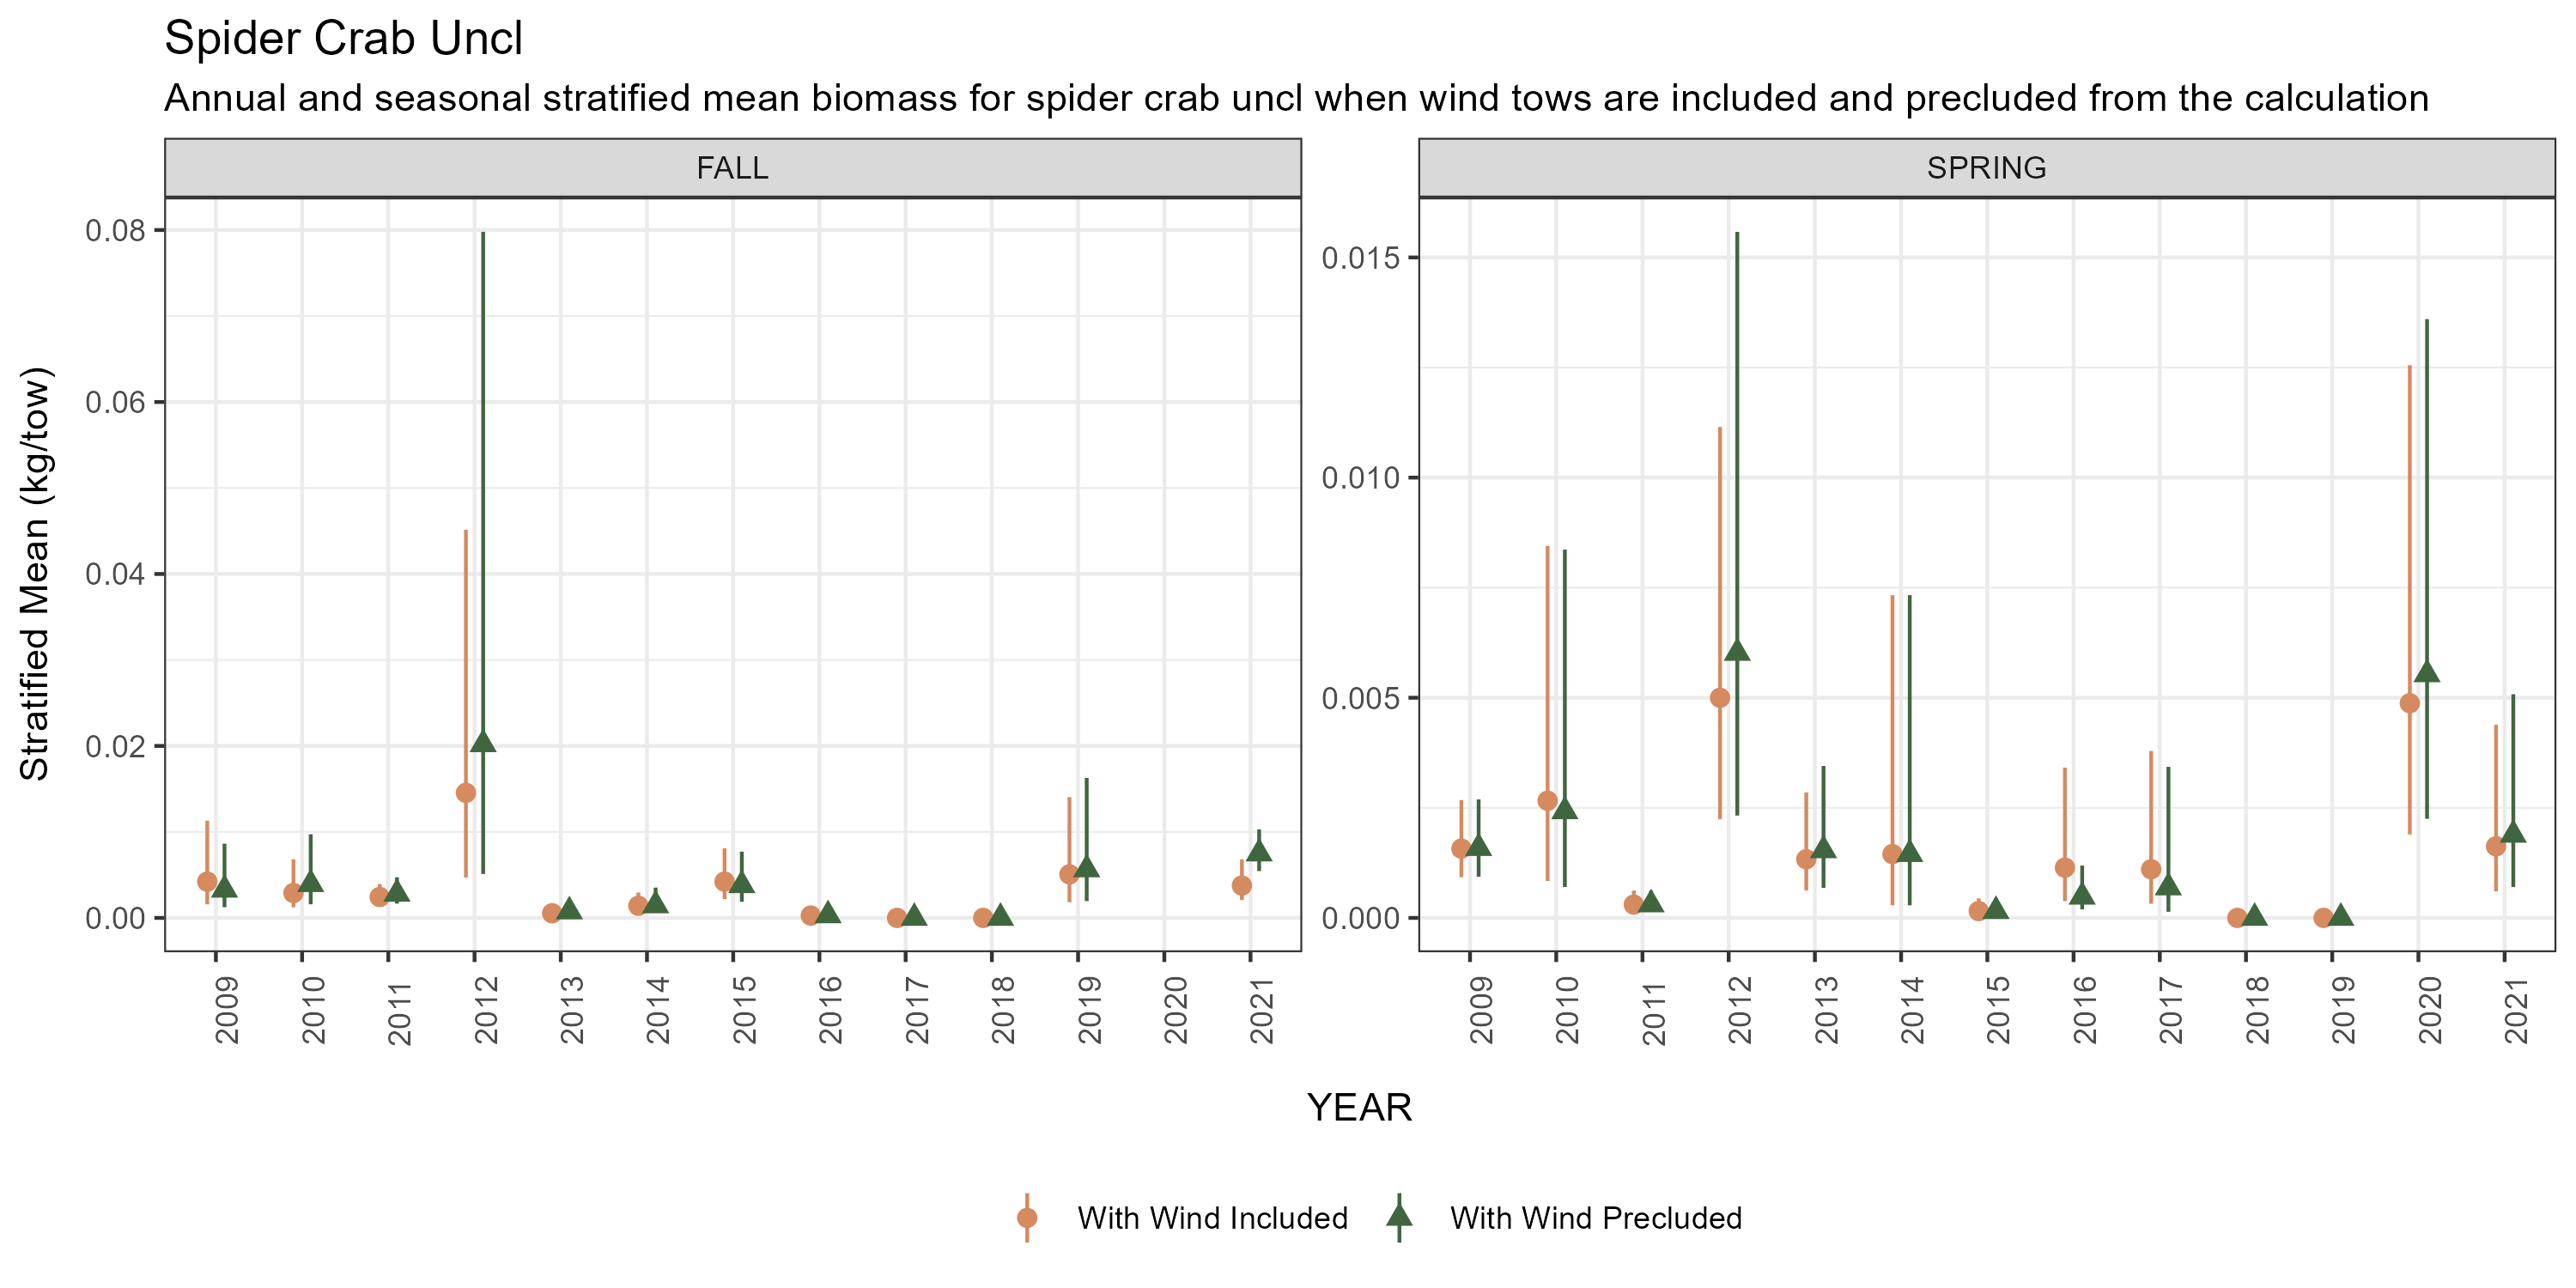 Spider Crab Uncl
Annual and seasonal stratified mean biomass for spider crab uncl when wind tows are included and precluded from the calculation
FALL
SPRING
Stratified Mean (kg/tow)
0.08
0.06
0.04
0.02
0.00
0.015
0.010
0.005
0.000
2009 2010 2011 2012 2013 2014 2015 2016 2017 2018 2019 2020 2021
2009 2010 2011 2012 2013 2014 2015 2016 2017 2018 2019 2020 2021
YEAR
With Wind Included With Wind Precluded